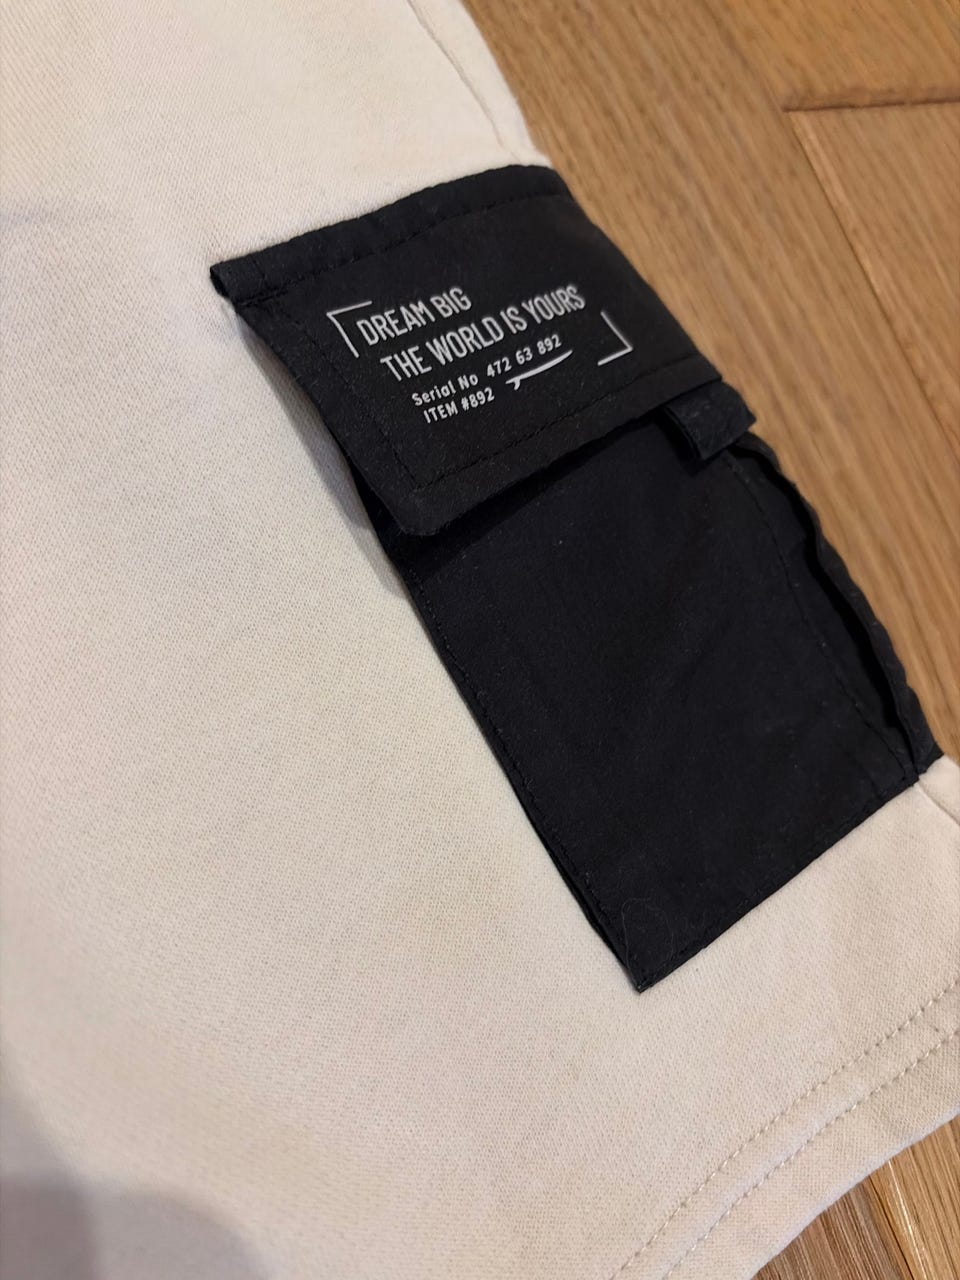 DREAM BIG
THE WORLD IS YOURS
Serial No 472 63 892
ITEM #892